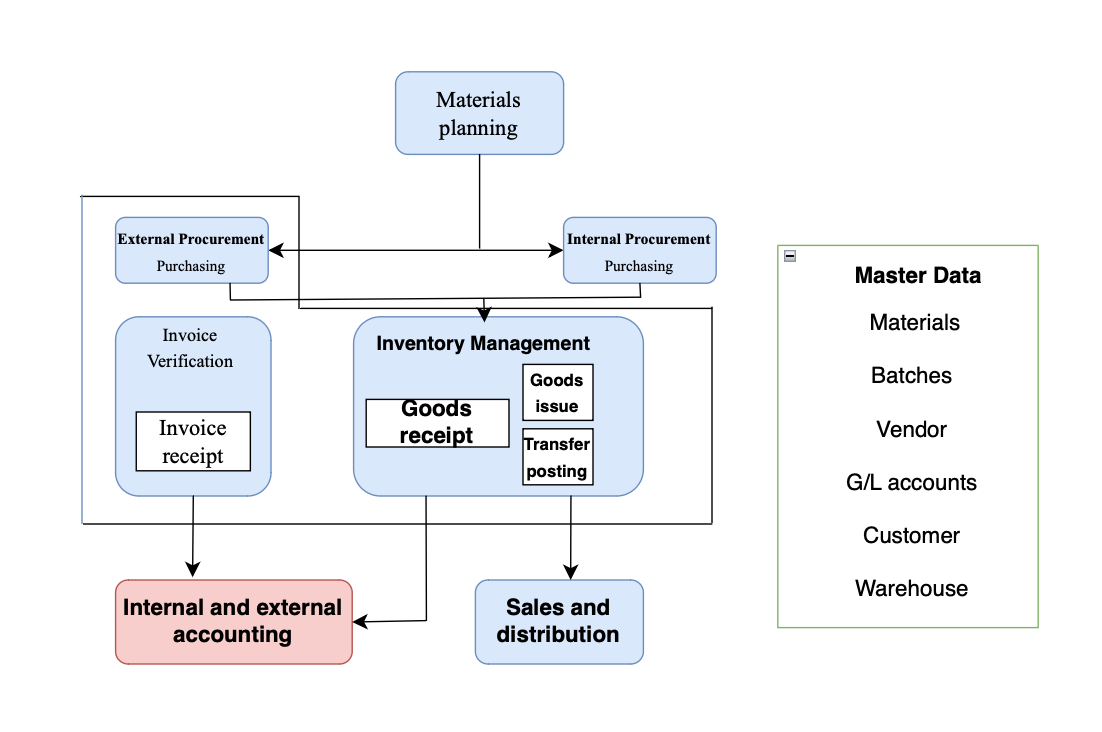 Materials
planning
External Procurement
Purchasing
Internal Procurement
Purchasing
Invoice
Verification
Invoice
receipt
Inventory Management
Goods
receipt
Goods
issue
Transfer
posting
Internal and external
accounting
Sales and
distribution
Master Data
Materials
Batches
Vendor
G/L accounts
Customer
Warehouse